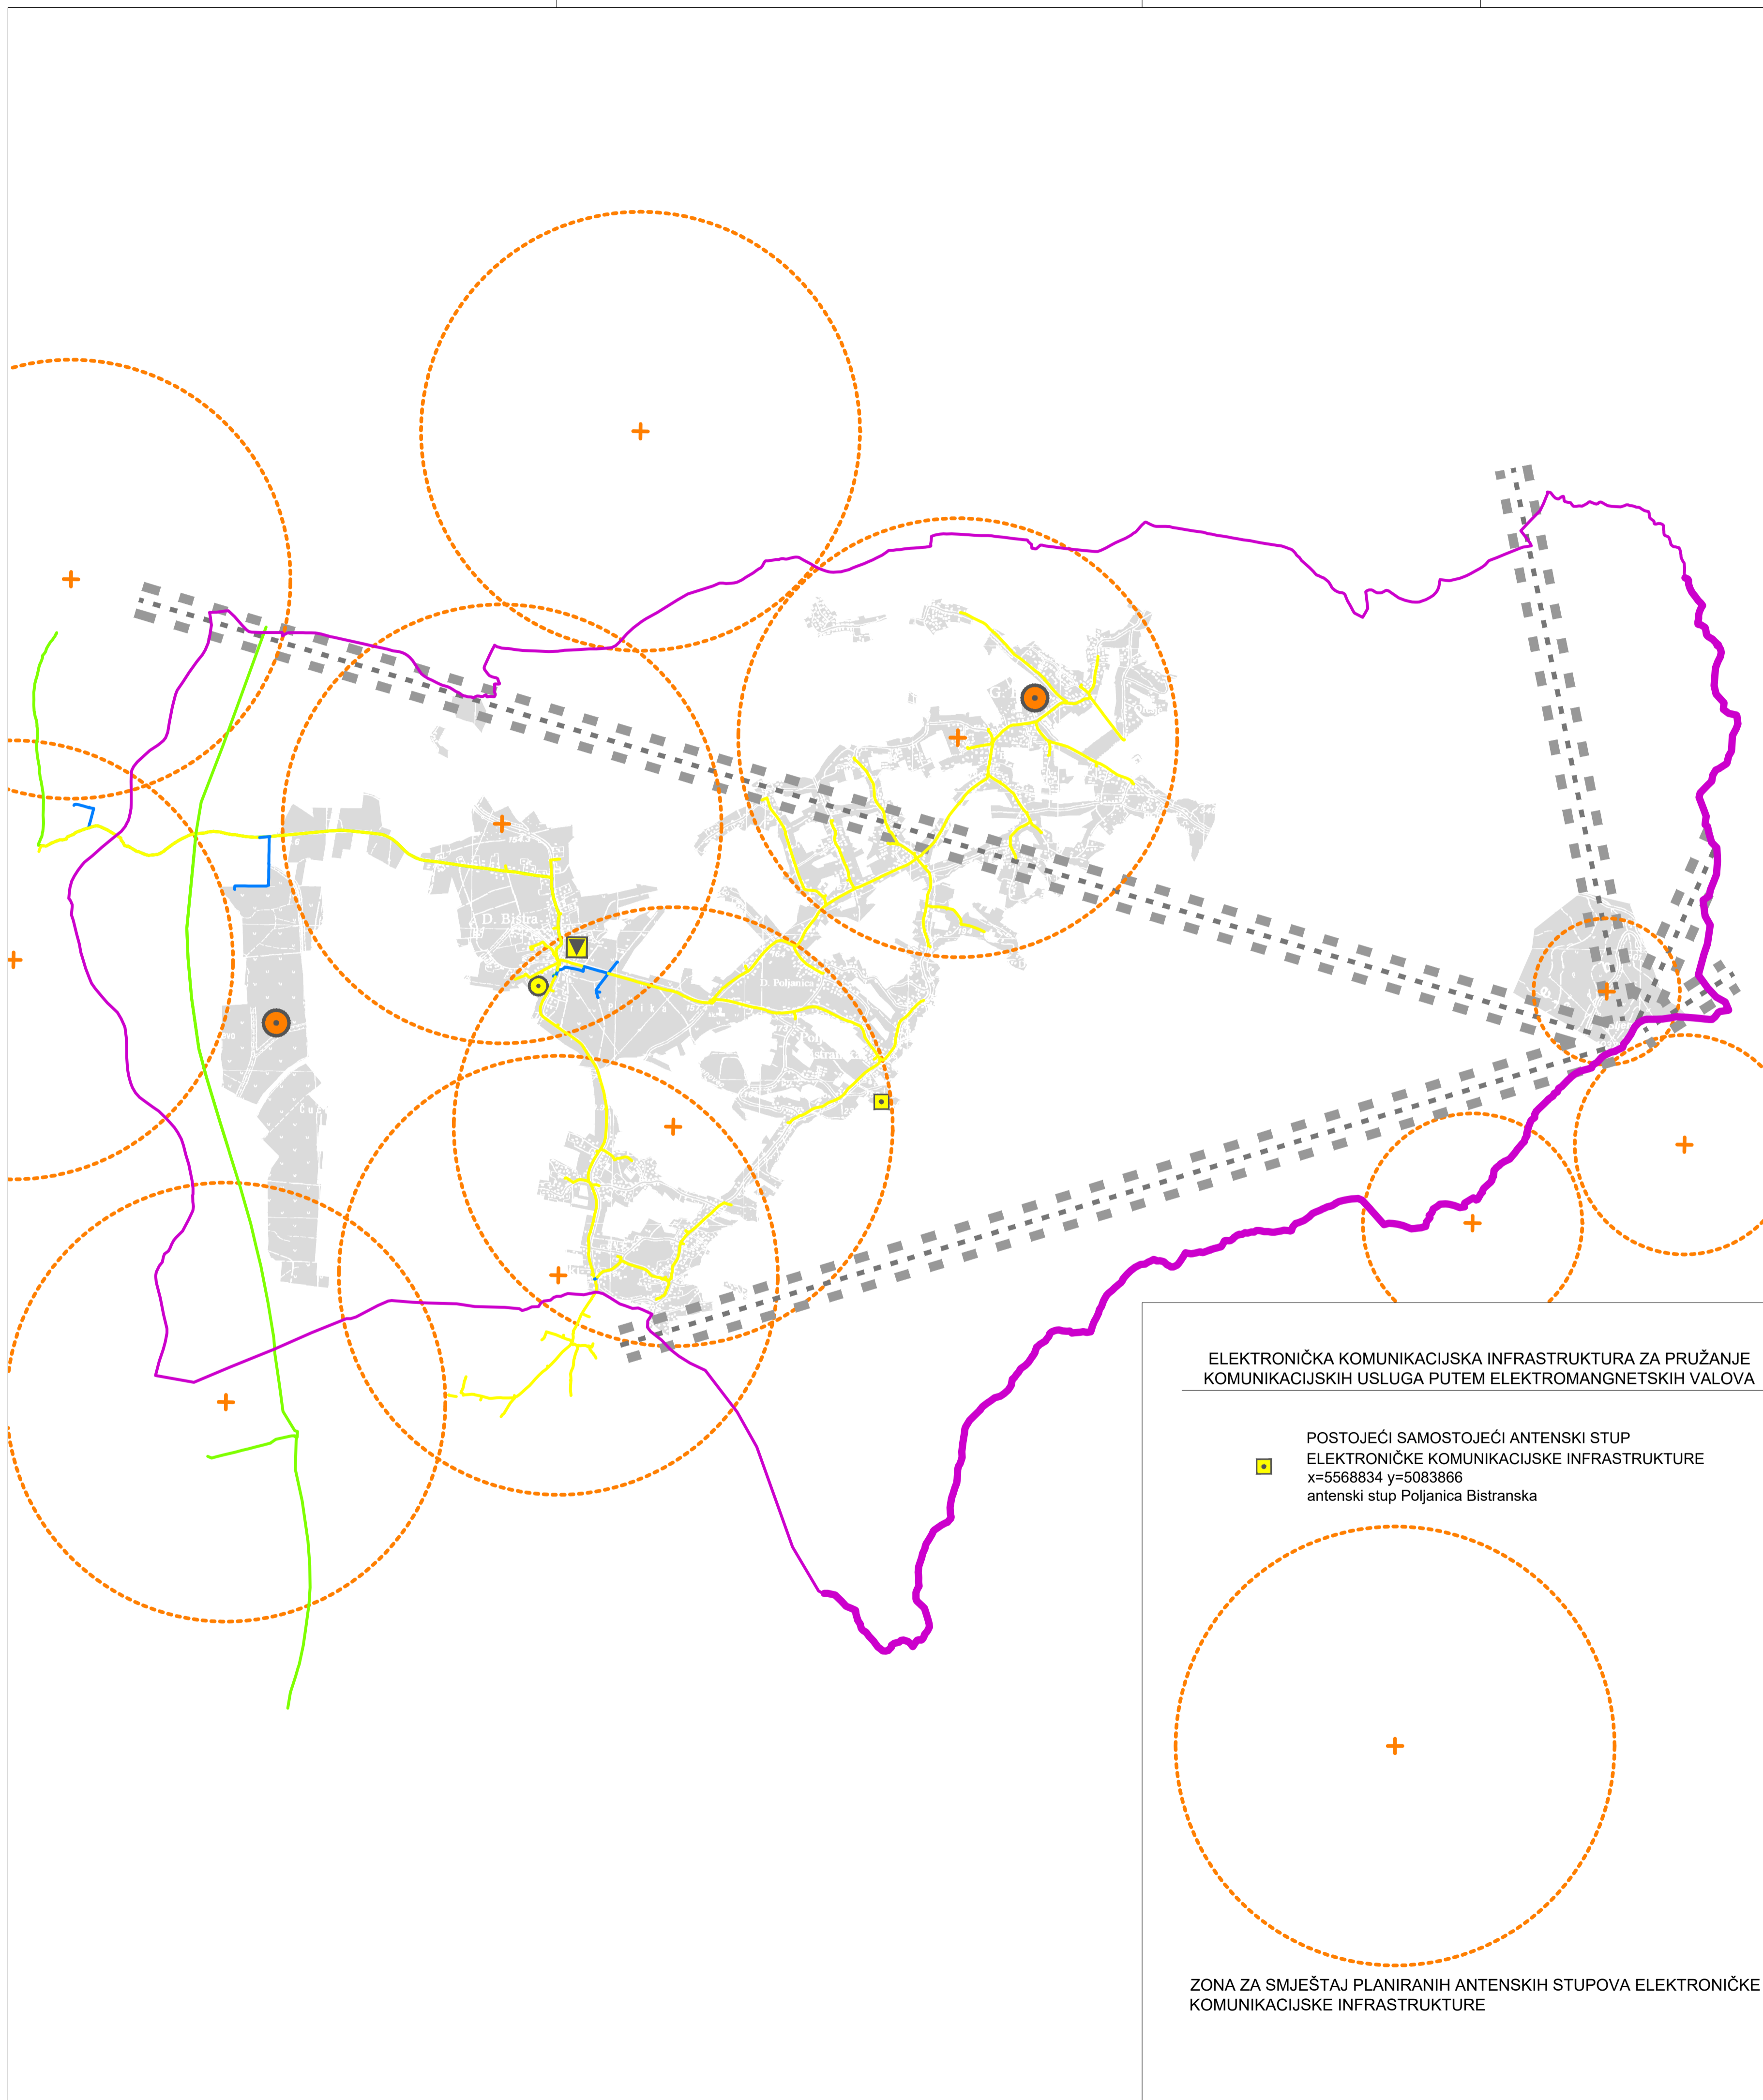 D. Bistra
D. Poljanica
ELEKTRONIČKA KOMUNIKACIJSKA INFRASTRUKTURA ZA PRUŽANJE
KOMUNIKACIJSKIH USLUGA PUTEM ELEKTROMANGNETSKIH VALOVA
POSTOJEĆI SAMOSTOJEĆI ANTENSKI STUP
ELEKTRONIČKE KOMUNIKACIJSKE INFRASTRUKTURE
x=5568834 y=5083866
antenski stup Poljanica Bistranska
ZONA ZA SMJEŠTAJ PLANIRANIH ANTENSKIH STUPOVA ELEKTRONIČKE
KOMUNIKACIJSKE INFRASTRUKTURE